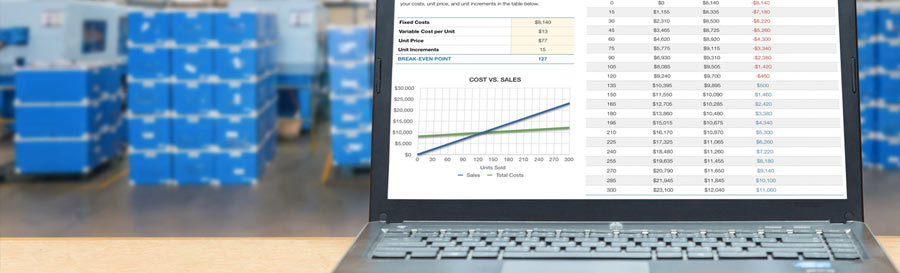 your costs, unit price, and unit increments in the table below.
Fixed Costs $8,140
Variable Cost per Unit $13
Unit Price $77
Unit Increments 15
BREAK-EVEN POINT 127
COST VS. SALES
$30,000
$25,000
$20,000
$15,000
$10,000
$5,000
$0
0 30 60 90 120 150 180 210 240 270 300
Units Sold
Sales Total Costs
0 $0 $8,140 -$8,140
15 $1,155 $8,335 -$7,180
30 $2,310 $8,530 -$6,220
45 $3,465 $8,725 -$5,260
60 $4,620 $8,920 -$4,300
75 $5,775 $9,115 -$3,340
90 $6,930 $9,310 -$2,380
105 $8,085 $9,505 -$1,420
120 $9,240 $9,700 -$460
135 $10,395 $9,895 $500
150 $11,550 $10,090 $1,460
165 $12,705 $10,285 $2,420
180 $13,860 $10,480 $3,380
195 $15,015 $10,675 $4,340
210 $16,170 $10,870 $5,300
225 $17,325 $11,065 $6,260
240 $18,480 $11,260 $7,220
255 $19,635 $11,455 $8,180
270 $20,790 $11,650 $9,140
285 $21,945 $11,845 $10,100
300 $23,100 $12,040 $11,060